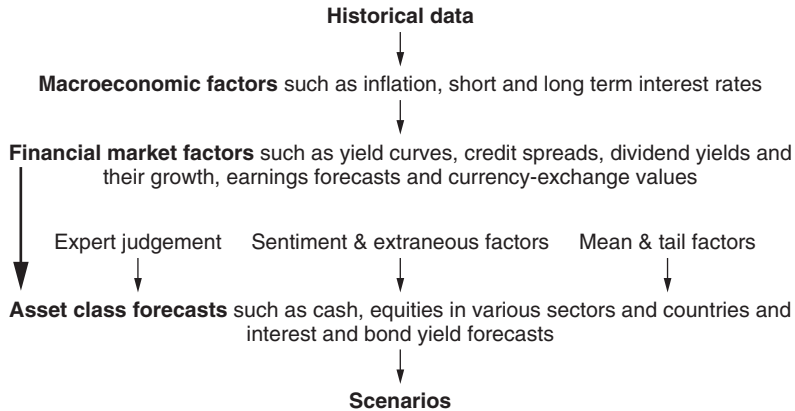 Historical data
Macroeconomic factors such as inflation, short and long term interest rates
Financial market factors such as yield curves, credit spreads, dividend yields and
their growth, earnings forecasts and currency-exchange values
Expert judgement Sentiment & extraneous factors Mean & tail factors
Asset class forecasts such as cash, equities in various sectors and countries and
interest and bond yield forecasts
Scenarios